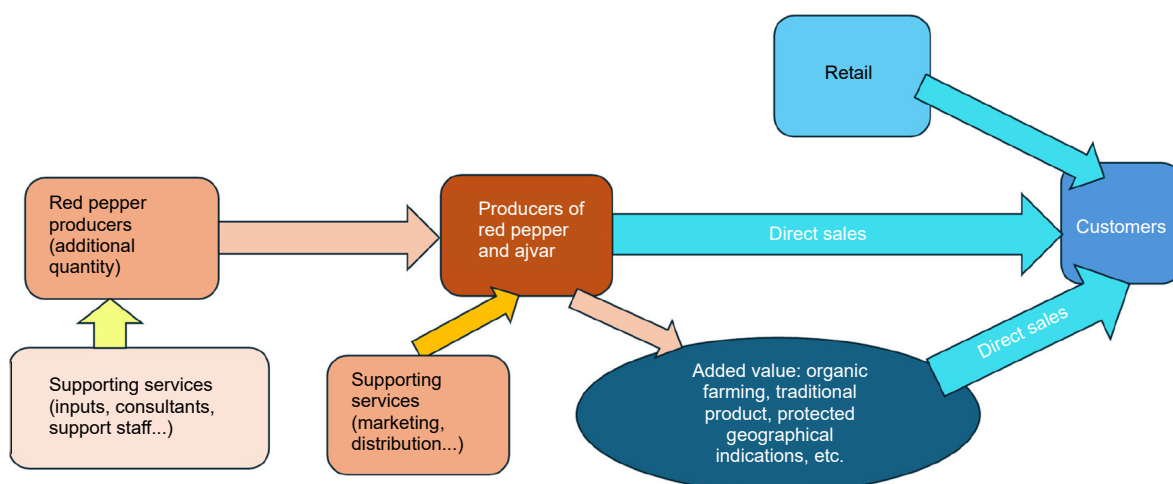 Retail
Red pepper
producers
(additional
quantity)
Producers of
red pepper
and ajvar
Direct sales
Customers
Supporting services
(inputs, consultants,
support staff...)
Supporting
services
(marketing,
distribution...)
Added value: organic
farming, traditional
product, protected
geographical
indications, etc.
Direct sales